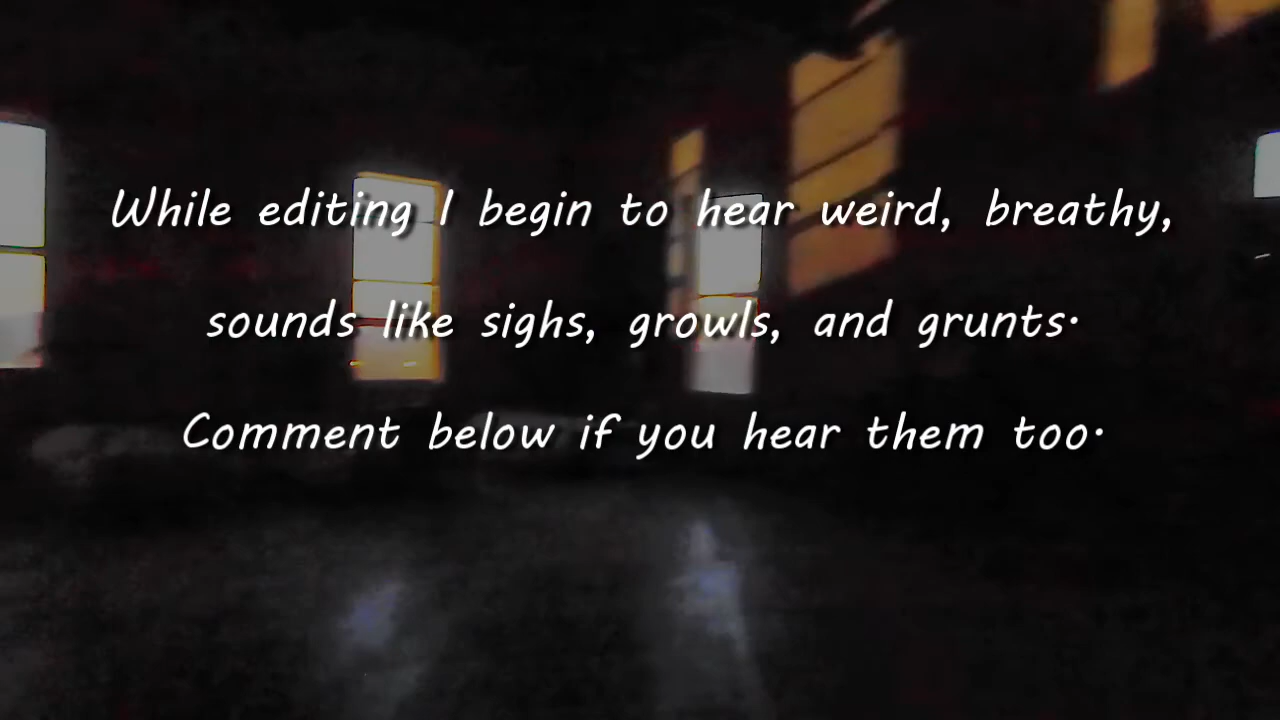 While editing I begin to hear weird, breathy,
sounds like sighs, growls, and grunts.
Comment below if you hear them too.